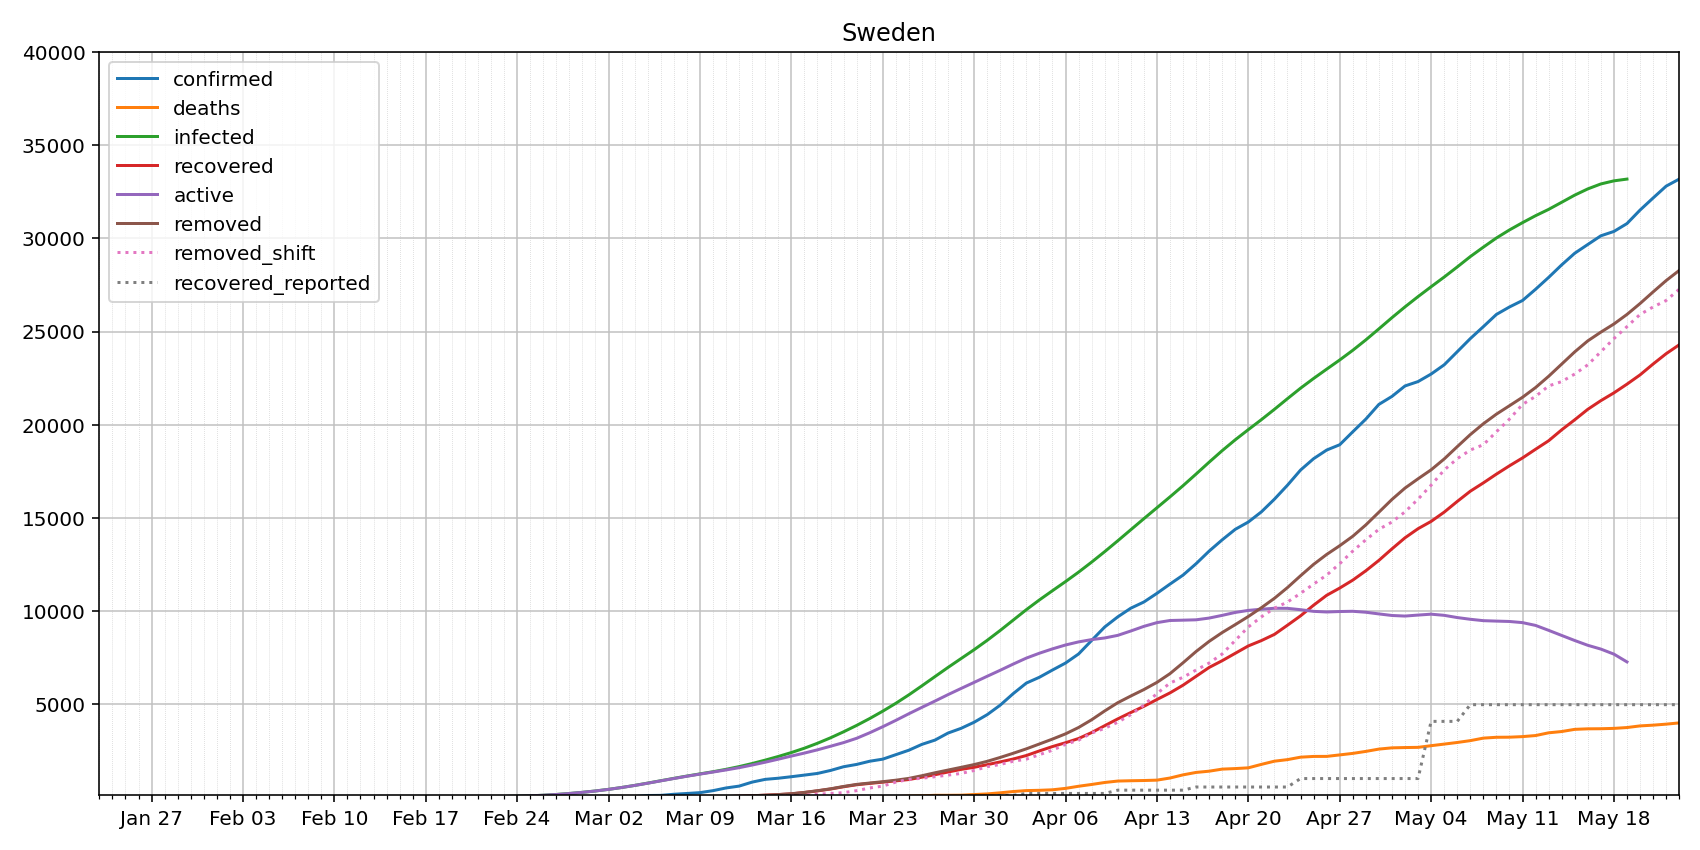 Sweden
40000
35000
30000
25000
20000
15000
10000
5000
confirmed
deaths
infected
recovered
active
removed
removed_shift
recovered_reported
Jan 27 Feb 03 Feb 10 Feb 17 Feb 24 Mar 02 Mar 09 Mar 16 Mar 23 Mar 30 Apr 06 Apr 13 Apr 20 Apr 27 May 04 May 11 May 18